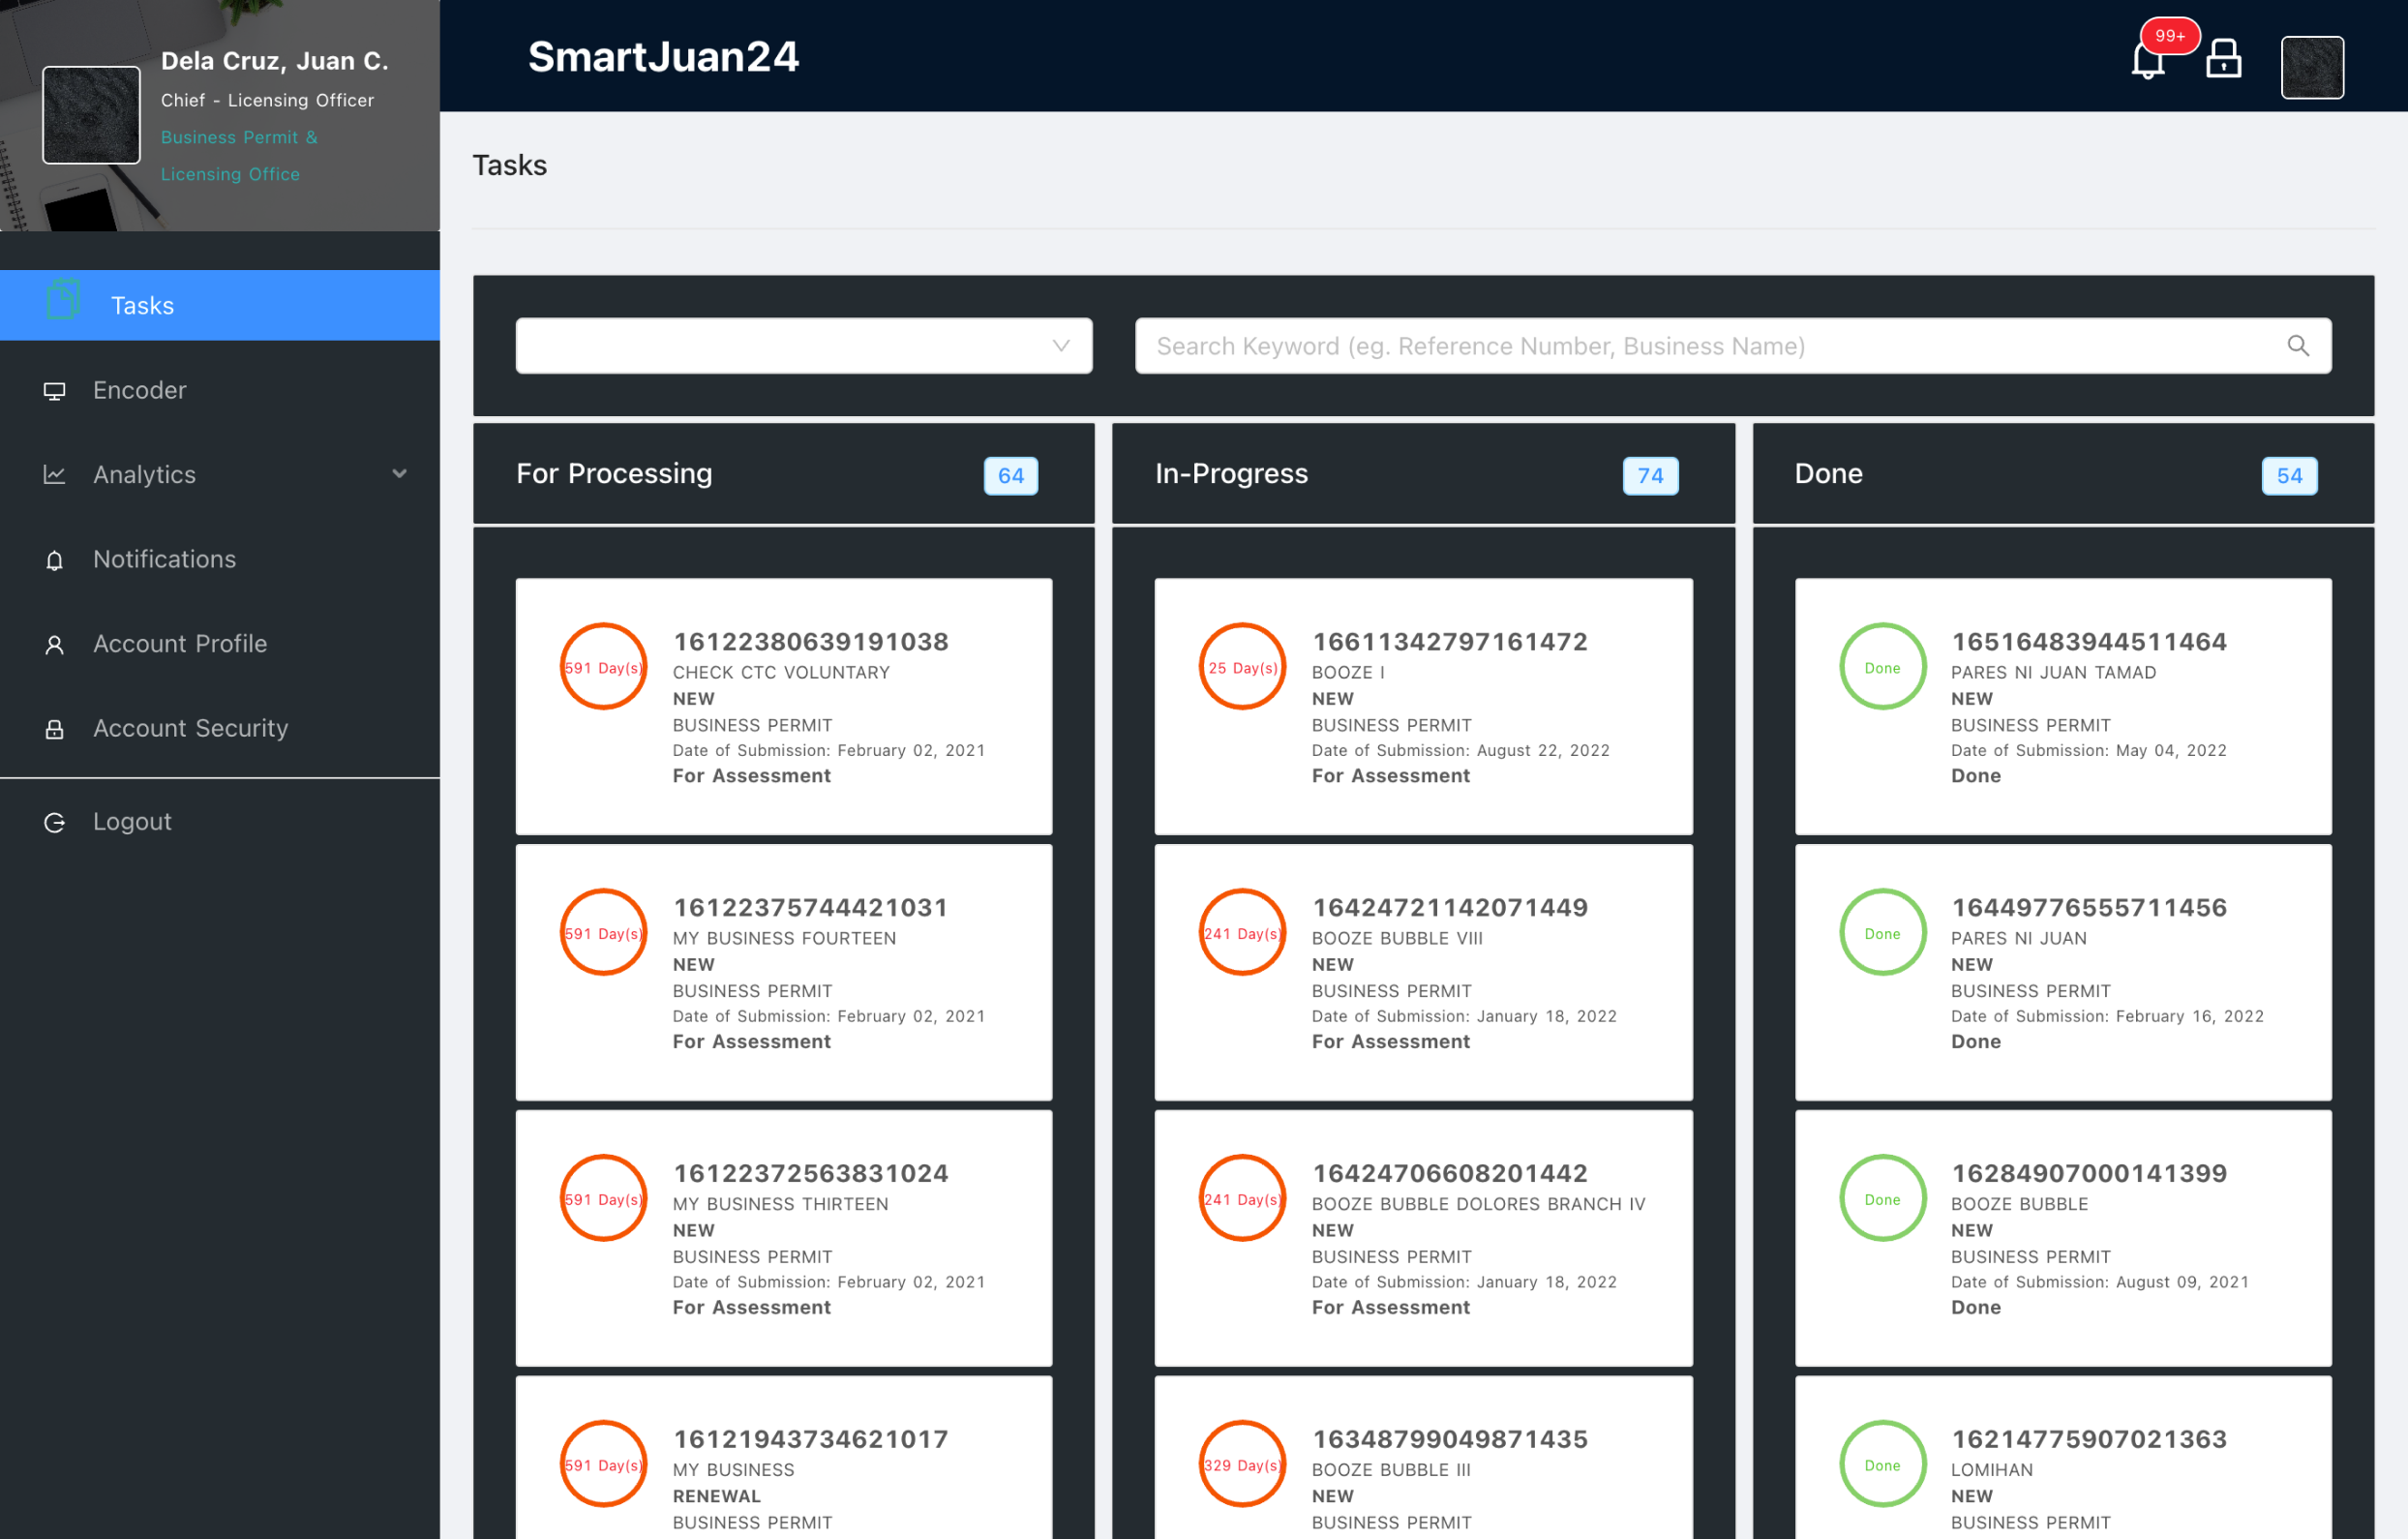 Dela Cruz, Juan C.
Chief - Licensing Officer
Business Permit &
Licensing Office
Tasks
Encoder
Analytics
Notifications
Account Profile
Account Security
Logout
SmartJuan24
99+
Tasks
Search Keyword (eg. Reference Number, Business Name)
For Processing
64
591 Day(s)
16122380639191038
CHECK CTC VOLUNTARY
NEW
BUSINESS PERMIT
Date of Submission: February 02, 2021
For Assessment
591 Day(s)
16122375744421031
MY BUSINESS FOURTEEN
NEW
BUSINESS PERMIT
Date of Submission: February 02, 2021
For Assessment
591 Day(s)
16122372563831024
MY BUSINESS THIRTEEN
NEW
BUSINESS PERMIT
Date of Submission: February 02, 2021
For Assessment
591 Day(s)
16121943734621017
MY BUSINESS
RENEWAL
BUSINESS PERMIT
In-Progress
74
25 Day(s)
16611342797161472
BOOZE I
NEW
BUSINESS PERMIT
Date of Submission: August 22, 2022
For Assessment
241 Day(s)
16424721142071449
BOOZE BUBBLE VIII
NEW
BUSINESS PERMIT
Date of Submission: January 18, 2022
For Assessment
241 Day(s)
16424706608201442
BOOZE BUBBLE DOLORES BRANCH IV
NEW
BUSINESS PERMIT
Date of Submission: January 18, 2022
For Assessment
329 Day(s)
16348799049871435
BOOZE BUBBLE III
NEW
BUSINESS PERMIT
Done
54
Done
16516483944511464
PARES NI JUAN TAMAD
NEW
BUSINESS PERMIT
Date of Submission: May 04, 2022
Done
Done
16449776555711456
PARES NI JUAN
NEW
BUSINESS PERMIT
Date of Submission: February 16, 2022
Done
Done
16284907000141399
BOOZE BUBBLE
NEW
BUSINESS PERMIT
Date of Submission: August 09, 2021
Done
Done
16214775907021363
LOMIHAN
NEW
BUSINESS PERMIT